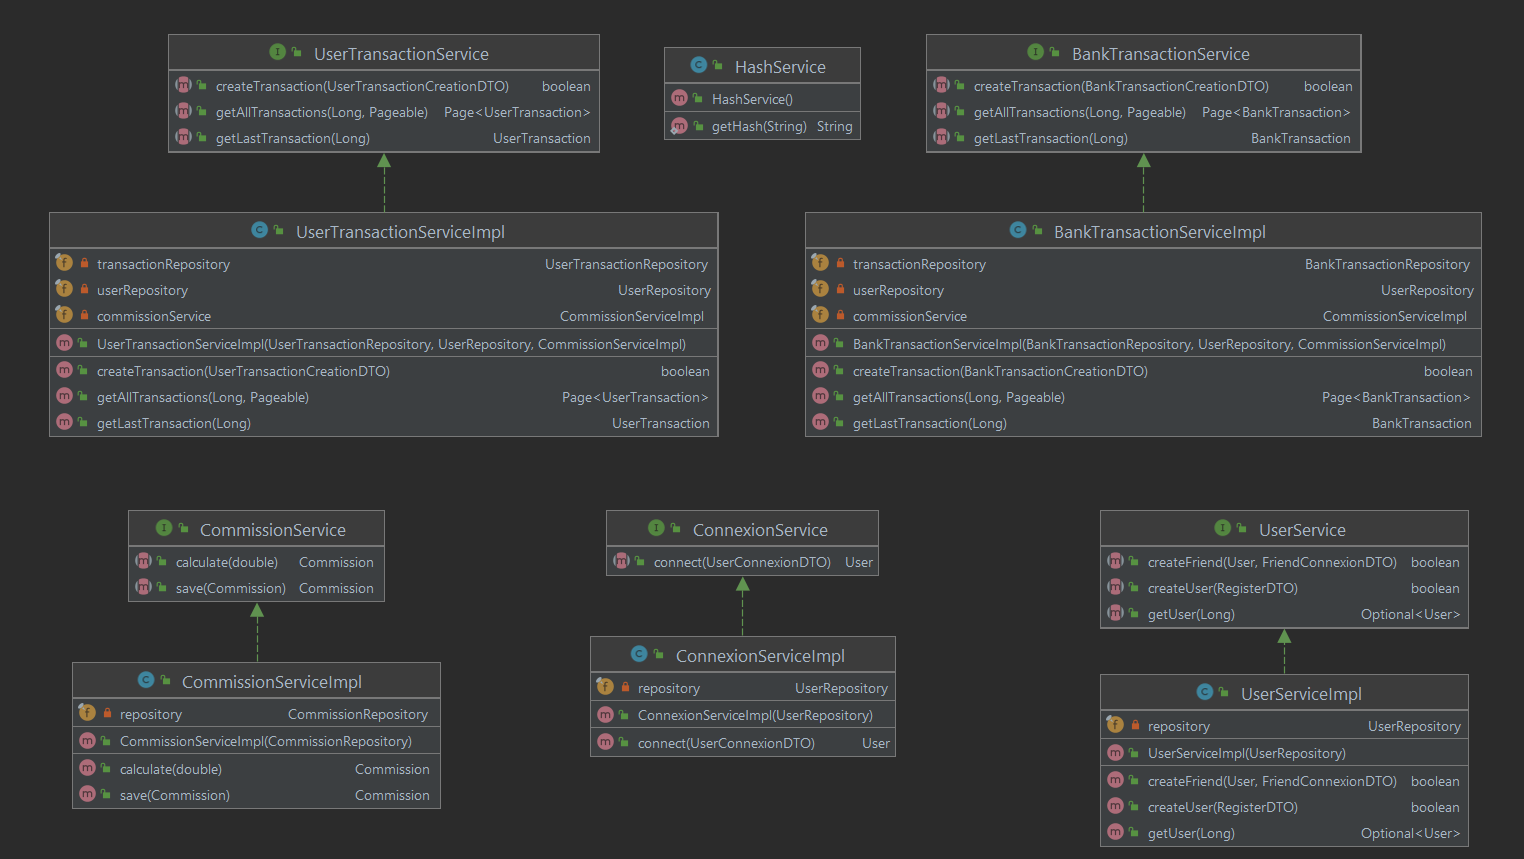 UserTransactionService
createTransaction(UserTransactionCreationDTO) boolean
getAllTransactions(Long, Pageable) Page<UserTransaction>
getLastTransaction(Long) UserTransaction
HashService
HashService()
getHash(String) String
BankTransactionService
createTransaction(BankTransactionCreationDTO) boolean
getAllTransactions(Long, Pageable) Page<BankTransaction>
getLastTransaction(Long) BankTransaction
UserTransactionServiceImpl
transactionRepository UserTransactionRepository
userRepository UserRepository
commissionService CommissionServiceImpl
UserTransactionServiceImpl(UserTransactionRepository, UserRepository, CommissionServiceImpl)
createTransaction(UserTransactionCreationDTO) boolean
getAllTransactions(Long, Pageable) Page<UserTransaction>
getLastTransaction(Long) UserTransaction
BankTransactionServiceImpl
transactionRepository BankTransactionRepository
userRepository UserRepository
commissionService CommissionServiceImpl
BankTransactionServiceImpl(BankTransactionRepository, UserRepository, CommissionServiceImpl)
createTransaction(BankTransactionCreationDTO) boolean
getAllTransactions(Long, Pageable) Page<BankTransaction>
getLastTransaction(Long) BankTransaction
CommissionService
calculate(double) Commission
save(Commission) Commission
ConnexionService
connect(UserConnexionDTO) User
UserService
createFriend(User, FriendConnexionDTO) boolean
createUser(RegisterDTO) boolean
getUser(Long) Optional<User>
CommissionServiceImpl
repository CommissionRepository
CommissionServiceImpl(CommissionRepository)
calculate(double) Commission
save(Commission) Commission
ConnexionServiceImpl
repository UserRepository
ConnexionServiceImpl(UserRepository)
connect(UserConnexionDTO) User
UserServiceImpl
repository UserRepository
UserServiceImpl(UserRepository)
createFriend(User, FriendConnexionDTO) boolean
createUser(RegisterDTO) boolean
getUser(Long) Optional<User>